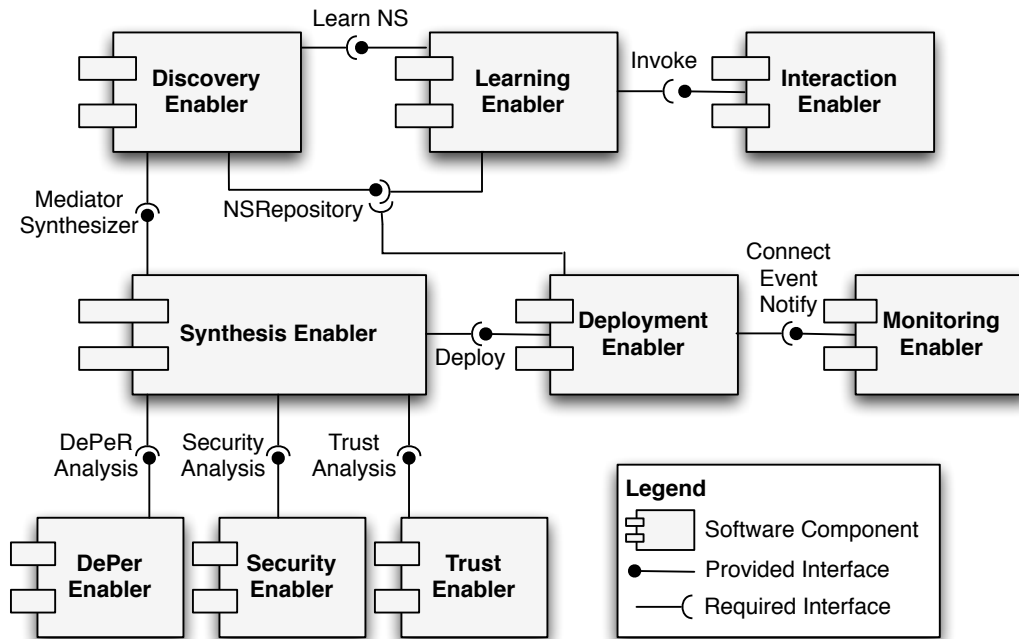 Learn NS
Discovery
Enabler
Learning
Enabler
Invoke
Interaction
Enabler
Mediator
Synthesizer
NSRepository
Connect
Event
Notify
Synthesis Enabler
Deploy
Deployment
Enabler
Monitoring
Enabler
DePeR
Analysis
Security
Analysis
Trust
Analysis
DePer
Enabler
Security
Enabler
Trust
Enabler
Legend
Software Component
Provided Interface
Required Interface